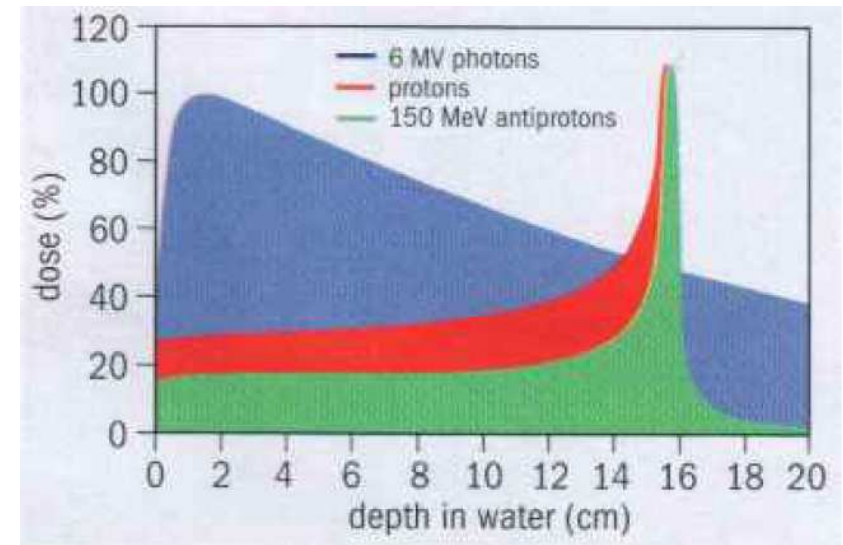 120
100
80
60
40
20
0
dose (%)
6 MV photons
protons
150 MeV antiprotons
0 2 4 6 8 10 12 14 16 18 20
depth in water (cm)